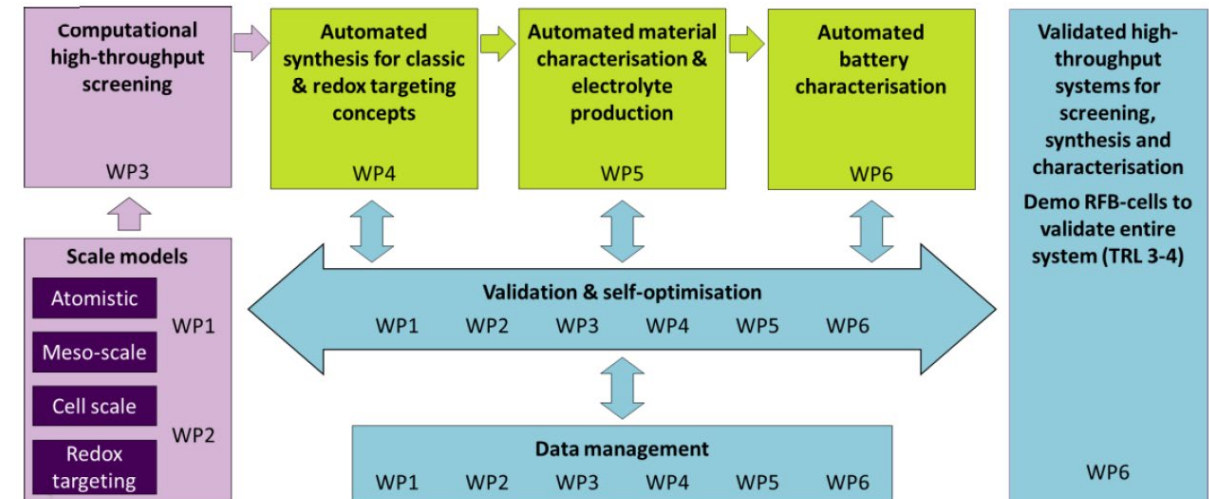 Computational
high-throughput
screening
WP3
Automated
synthesis for classic
& redox targeting
concepts
WP4
Automated material
characterisation &
electrolyte
production
WP5
Automated
battery
characterisation
WP6
Validated high-
throughput
systems for
screening,
synthesis and
characterisation
Demo RFB-cells to
validate entire
system (TRL 3-4)
WP6
Scale models
Atomistic
WP1
Meso-scale
Cell scale
WP2
Redox
targeting
Validation & self-optimisation
WP1 WP2 WP3 WP4 WP5 WP6
Data management
WP1 WP2 WP3 WP4 WP5 WP6